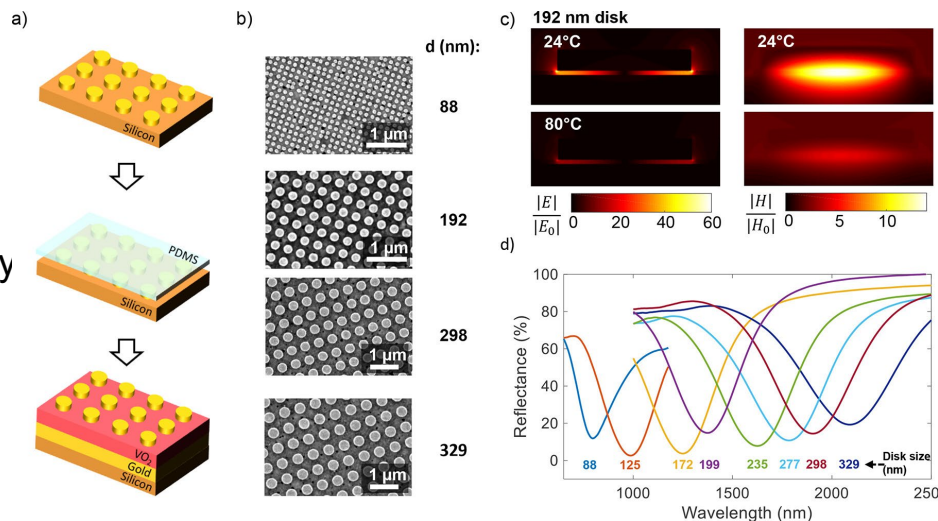 a)
Silicon
PDMS
Silicon
y
VO₂
Gold
Silicon
b)
d (nm):
88
1 µm
192
1 µm
298
1 µm
329
1 µm
c)
192 nm disk
24°C
24°C
80°C
|E|
|E₀|
0 20 40 60
|H|
|H₀|
0 5 10
d)
Reflectance (%)
100
80
60
40
20
0
88 125 172 199 235 277 298 329
Disk size
(nm)
1000 1500 2000 250
Wavelength (nm)